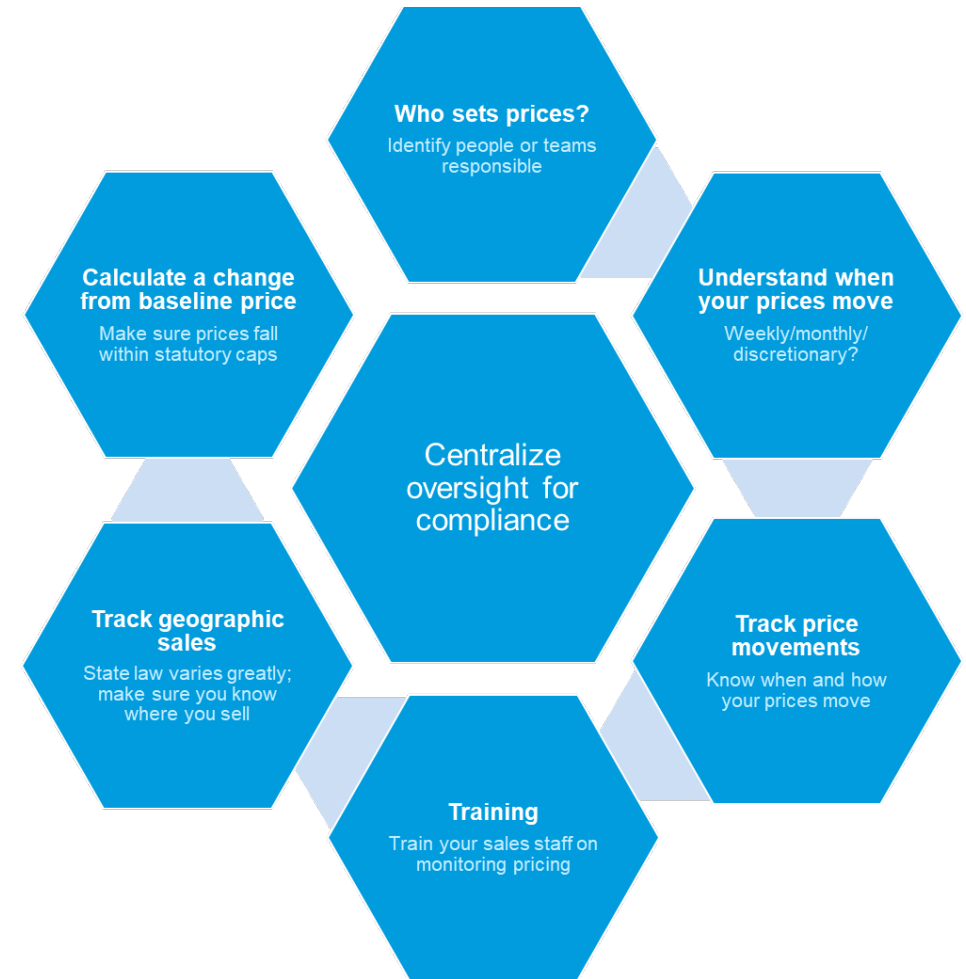 Who sets prices?
Identify people or teams
responsible
Understand when
your prices move
Weekly/monthly/
discretionary?
Track price
movements
Know when and how
your prices move
Training
Train your sales staff on
monitoring pricing
Track geographic
sales
State law varies greatly;
make sure you know
where you sell
Calculate a change
from baseline price
Make sure prices fall
within statutory caps
Centralize
oversight for
compliance